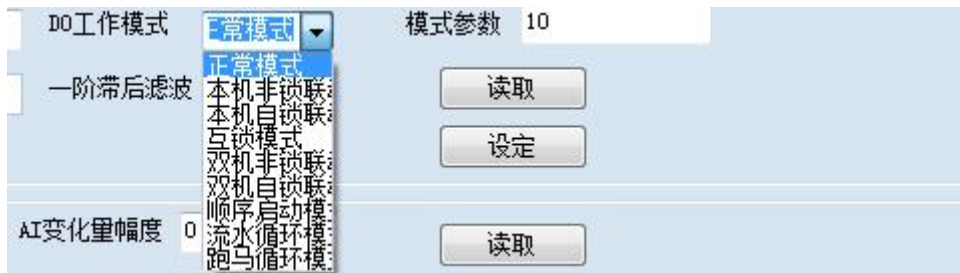 DO工作模式 正常模式 模式参数 10
正常模式
一阶滞后滤波 本机非锁联 读取
本机自锁联
互锁模式 设定
双机非锁联
双机自锁联
顺序启动模
AI变化量幅度 0 流水循环模 读取
跑马循环模